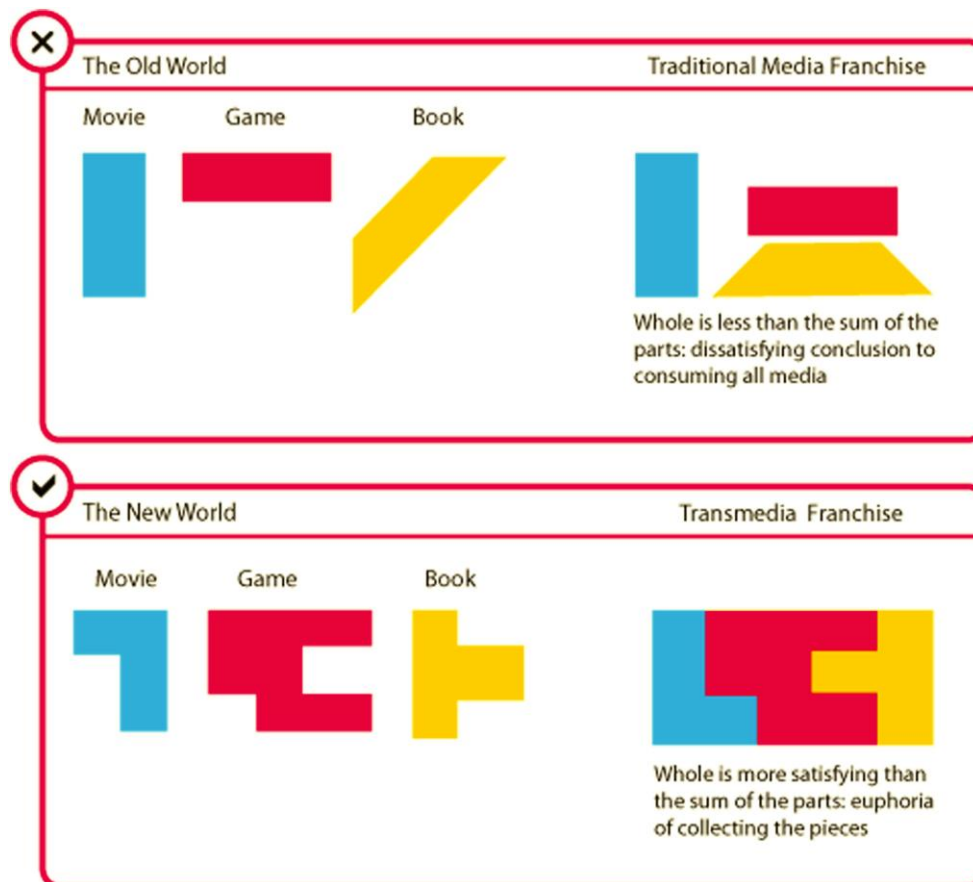 The Old World
Traditional Media Franchise
Movie
Game
Book
Whole is less than the sum of the
parts: dissatisfying conclusion to
consuming all media
The New World
Transmedia Franchise
Movie
Game
Book
Whole is more satisfying than
the sum of the parts: euphoria
of collecting the pieces